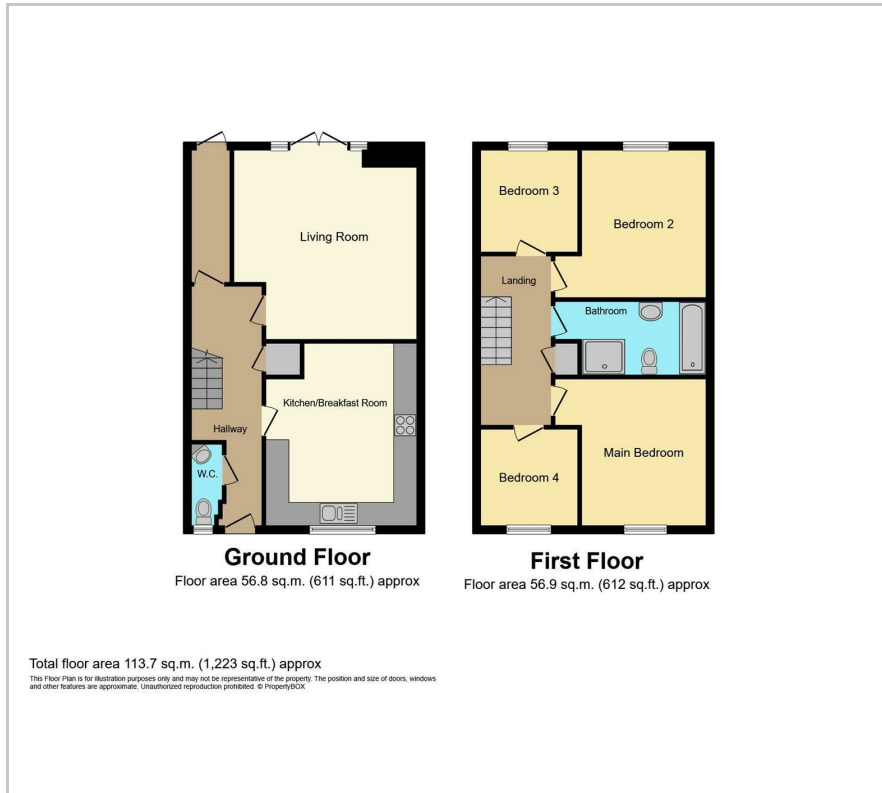 Living Room
Kitchen/Breakfast Room
Hallway
W.C.
Ground Floor
Floor area 56.8 sq.m. (611 sq.ft.) approx
Bedroom 3
Bedroom 2
Landing
Bathroom
Main Bedroom
Bedroom 4
First Floor
Floor area 56.9 sq.m. (612 sq.ft.) approx
Total floor area 113.7 sq.m. (1,223 sq.ft.) approx
This Floor Plan is for illustration purposes only and may not be representative of the property. The position and size of doors, windows
and other features are approximate. Unauthorized reproduction prohibited. © PropertyBOX